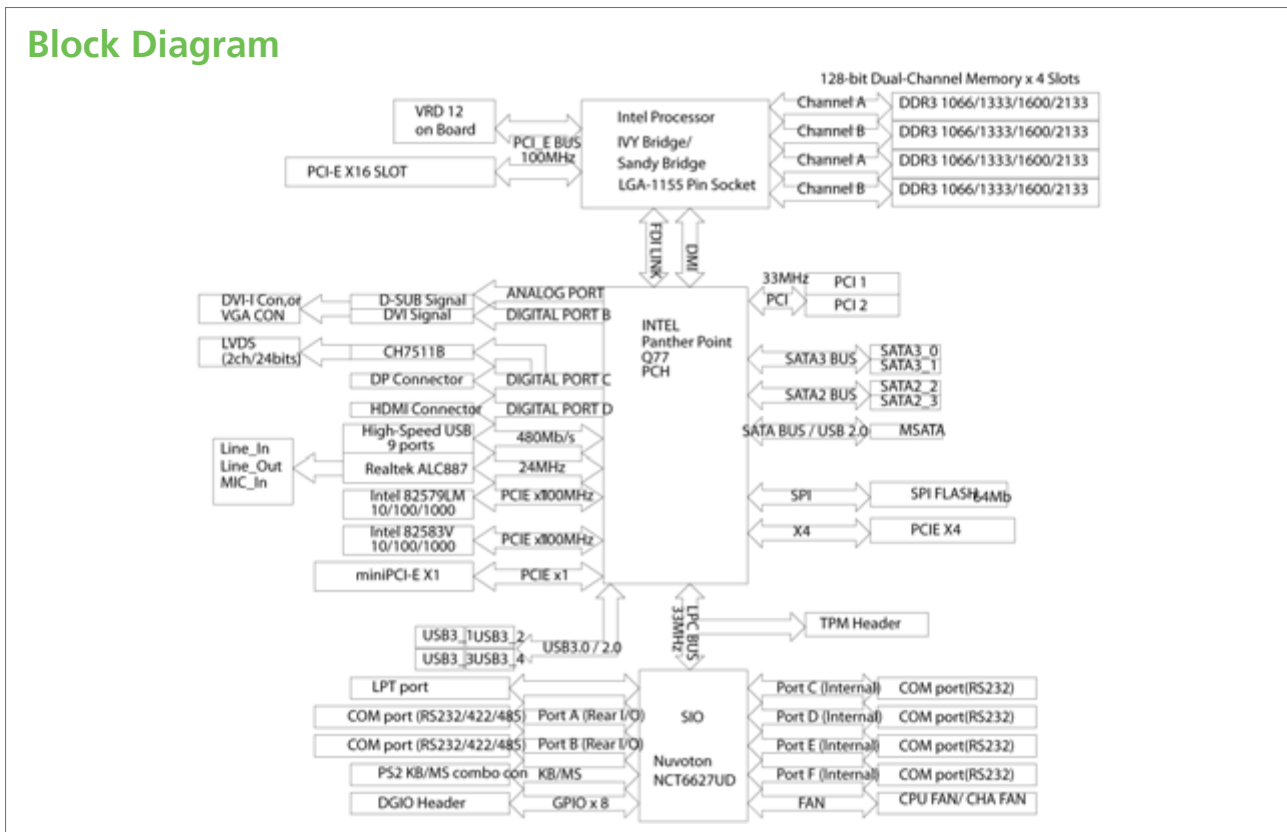 Block Diagram
128-bit Dual-Channel Memory x 4 Slots
VRD 12
on Board
PCI_E BUS
100MHz
PCI-E X16 SLOT
Intel Processor
IVY Bridge/
Sandy Bridge
LGA-1155 Pin Socket
Channel A
DDR3 1066/1333/1600/2133
Channel B
DDR3 1066/1333/1600/2133
Channel A
DDR3 1066/1333/1600/2133
Channel B
DDR3 1066/1333/1600/2133
FDI LINK
DMI
DVI-I Con,or
VGA CON
D-SUB Signal
DVI Signal
ANALOG PORT
DIGITAL PORT B
LVDS
(2ch/24bits)
CH7511B
DP Connector
DIGITAL PORT C
HDMI Connector
DIGITAL PORT D
High-Speed USB
9 ports
480Mb/s
Line_In
Line_Out
MIC_In
Realtek ALC887
24MHz
Intel 82579LM
10/100/1000
PCIE x1 100MHz
Intel 82583V
10/100/1000
PCIE x1 100MHz
miniPCI-E X1
PCIE x1
INTEL
Panther Point
Q77
PCH
33MHz
PCI
PCI 1
PCI 2
SATA3 BUS
SATA3_0
SATA3_1
SATA2 BUS
SATA2_2
SATA2_3
SATA BUS / USB 2.0
MSATA
SPI
SPI FLASH 64Mb
X4
PCIE X4
USB3_1 USB3_2
USB3_3 USB3_4
USB3.0 / 2.0
LPC BUS
33MHz
TPM Header
LPT port
COM port (RS232/422/485)
Port A (Rear I/O)
COM port (RS232/422/485)
Port B (Rear I/O)
PS2 KB/MS combo con
KB/MS
DGIO Header
GPIO x 8
SIO
Nuvoton
NCT6627UD
Port C (Internal)
COM port(RS232)
Port D (Internal)
COM port(RS232)
Port E (Internal)
COM port(RS232)
Port F (Internal)
COM port(RS232)
FAN
CPU FAN/ CHA FAN